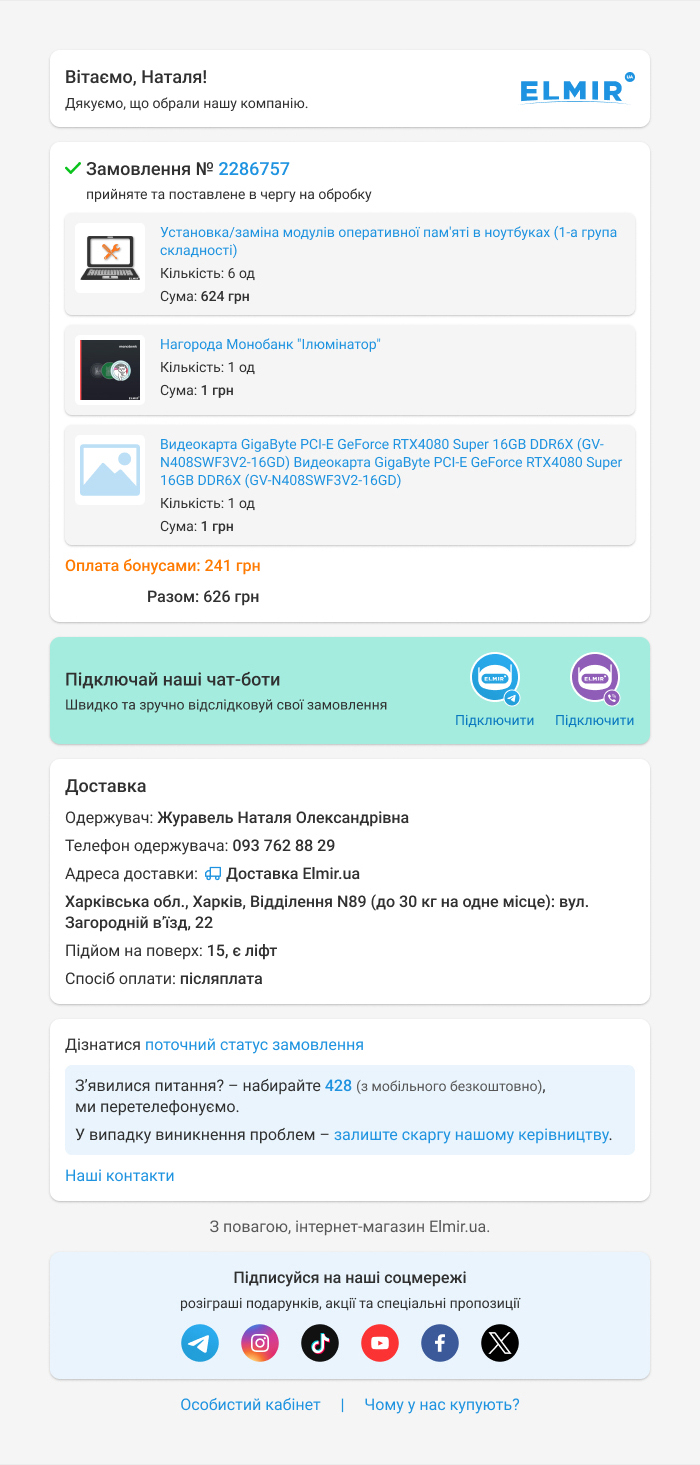 Вітаємо, Наталя!
Дякуємо, що обрали нашу компанію.
ELMIR UA
Замовлення № 2286757
прийняте та поставлене в чергу на обробку
Установка/заміна модулів оперативної пам'яті в ноутбуках (1-а група
складності)
Кількість: 6 од
Сума: 624 грн
Нагорода Монобанк "Ілюмінатор"
Кількість: 1 од
Сума: 1 грн
Видеокарта GigaByte PCI-E GeForce RTX4080 Super 16GB DDR6X (GV-
N408SWF3V2-16GD) Видеокарта GigaByte PCI-E GeForce RTX4080 Super
16GB DDR6X (GV-N408SWF3V2-16GD)
Кількість: 1 од
Сума: 1 грн
Оплата бонусами: 241 грн
Разом: 626 грн
Підключай наші чат-боти
Швидко та зручно відслідковуй свої замовлення
ELMIR
Підключити
ELMIR
Підключити
Доставка
Одержувач: Журавель Наталя Олександрівна
Телефон одержувача: 093 762 88 29
Адреса доставки: Доставка Elmir.ua
Харківська обл., Харків, Відділення N89 (до 30 кг на одне місце): вул.
Загородній в’їзд, 22
Підйом на поверх: 15, є ліфт
Спосіб оплати: післяплата
Дізнатися поточний статус замовлення
З’явилися питання? – набирайте 428 (з мобільного безкоштовно),
ми перетелефонуємо.
У випадку виникнення проблем – залиште скаргу нашому керівництву.
Наші контакти
З повагою, інтернет-магазин Elmir.ua.
Підписуйся на наші соцмережі
розіграші подарунків, акції та спеціальні пропозиції
Особистий кабінет | Чому у нас купують?